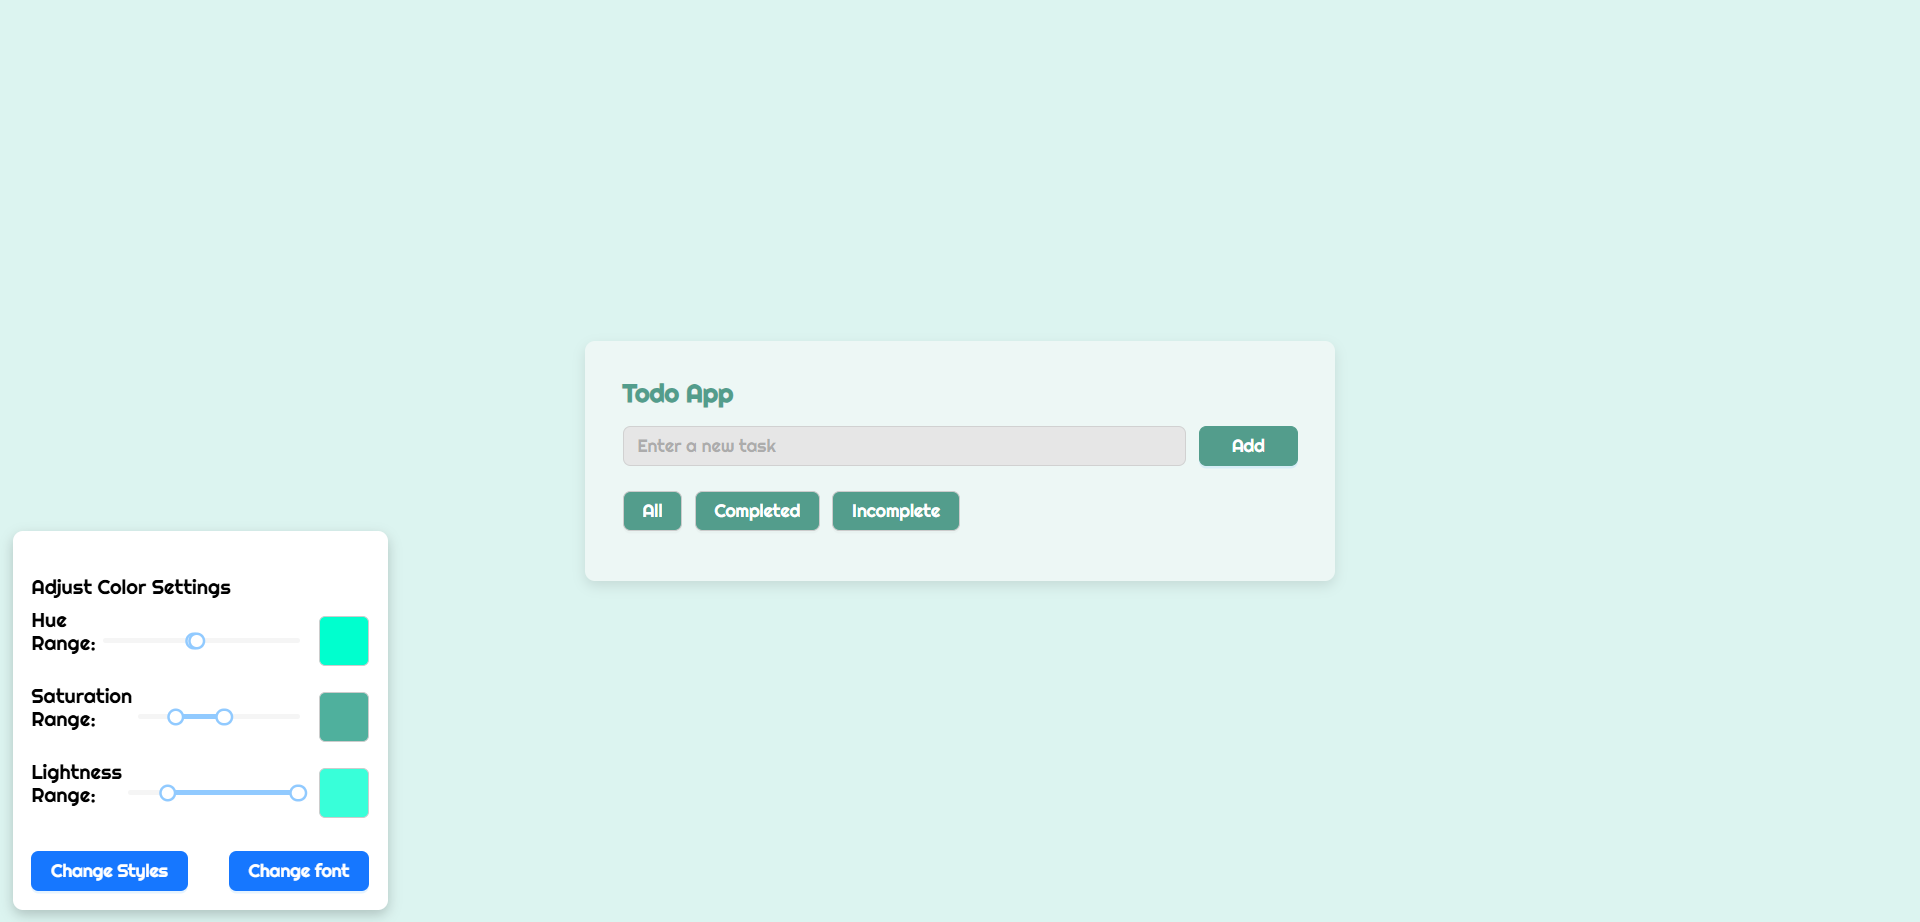 Todo App
Enter a new task
Add
All
Completed
Incomplete
Adjust Color Settings
Hue
Range:
Saturation
Range:
Lightness
Range:
Change Styles
Change font